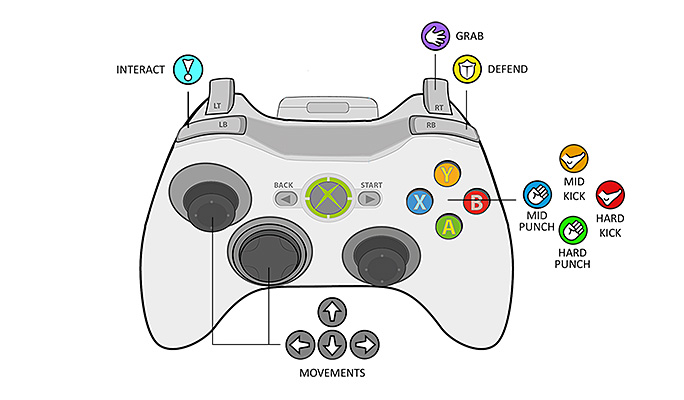 GRAB
INTERACT
DEFEND
LT
RT
LB
RB
BACK
START
Y
X
B
A
MID
KICK
MID
PUNCH
HARD
KICK
HARD
PUNCH
MOVEMENTS